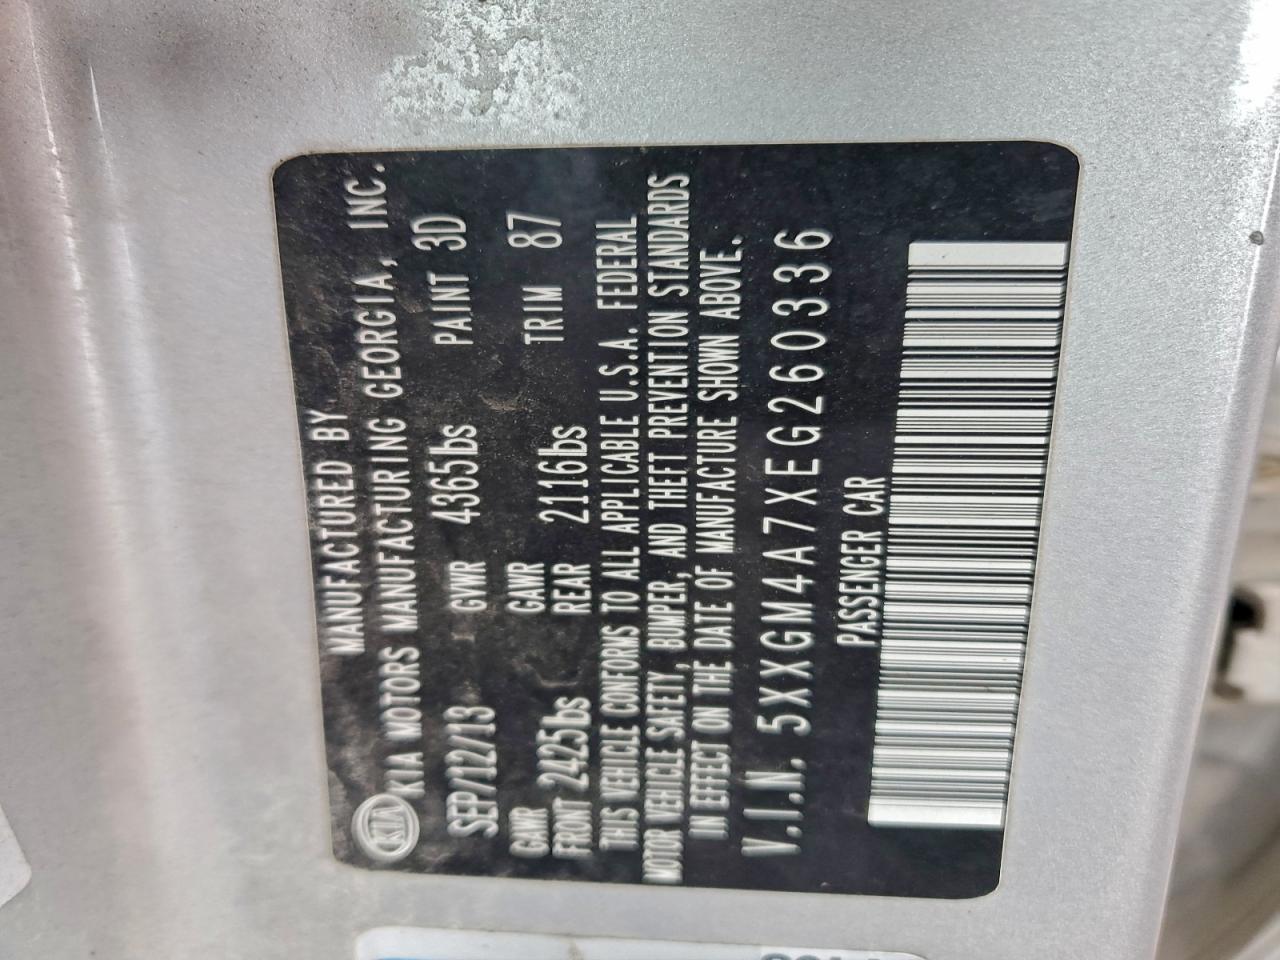 MANUFACTURED BY
KIA KIA MOTORS MANUFACTURING GEORGIA, INC.
SEP/12/13 GVWR 4365lbs PAINT 3D
GAWR FRONT 2425lbs GAWR REAR 2116lbs TRIM 87
THIS VEHICLE CONFORMS TO ALL APPLICABLE U.S.A. FEDERAL
MOTOR VEHICLE SAFETY, BUMPER, AND THEFT PREVENTION STANDARDS
IN EFFECT ON THE DATE OF MANUFACTURE SHOWN ABOVE.
V.I.N. 5XXGM4A7XEG260336
PASSENGER CAR